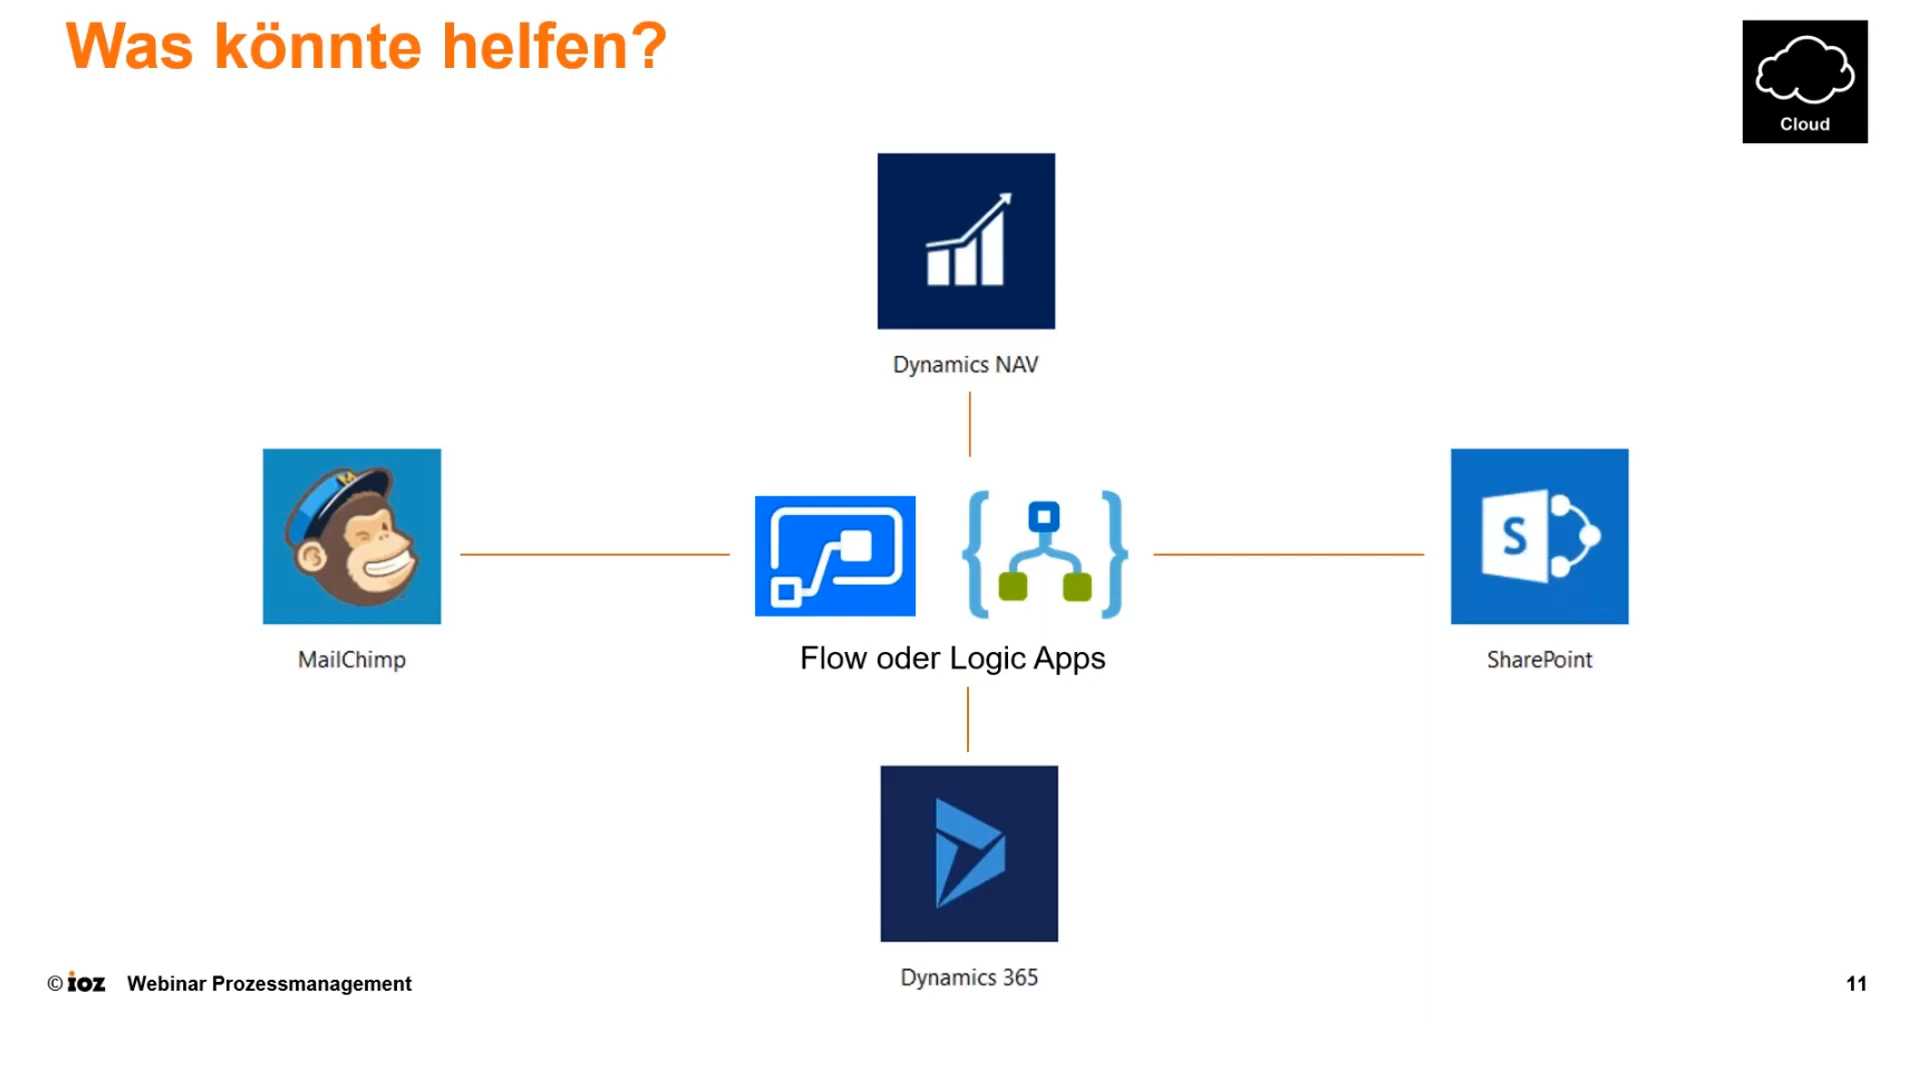 Was könnte helfen?
Cloud
Dynamics NAV
MailChimp
S
Flow oder Logic Apps
SharePoint
Dynamics 365
© ioz Webinar Prozessmanagement
11